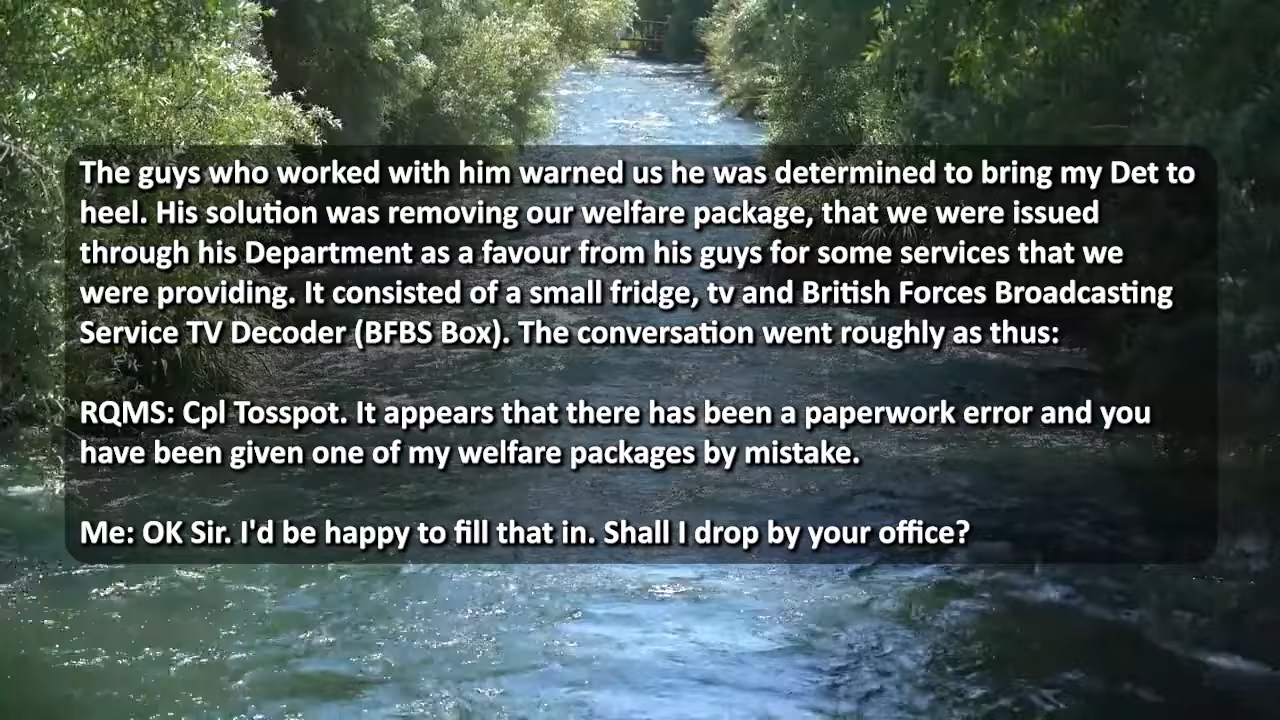 The guys who worked with him warned us he was determined to bring my Det to
heel. His solution was removing our welfare package, that we were issued
through his Department as a favour from his guys for some services that we
were providing. It consisted of a small fridge, tv and British Forces Broadcasting
Service TV Decoder (BFBS Box). The conversation went roughly as thus:
RQMS: Cpl Tosspot. It appears that there has been a paperwork error and you
have been given one of my welfare packages by mistake.
Me: OK Sir. I'd be happy to fill that in. Shall I drop by your office?